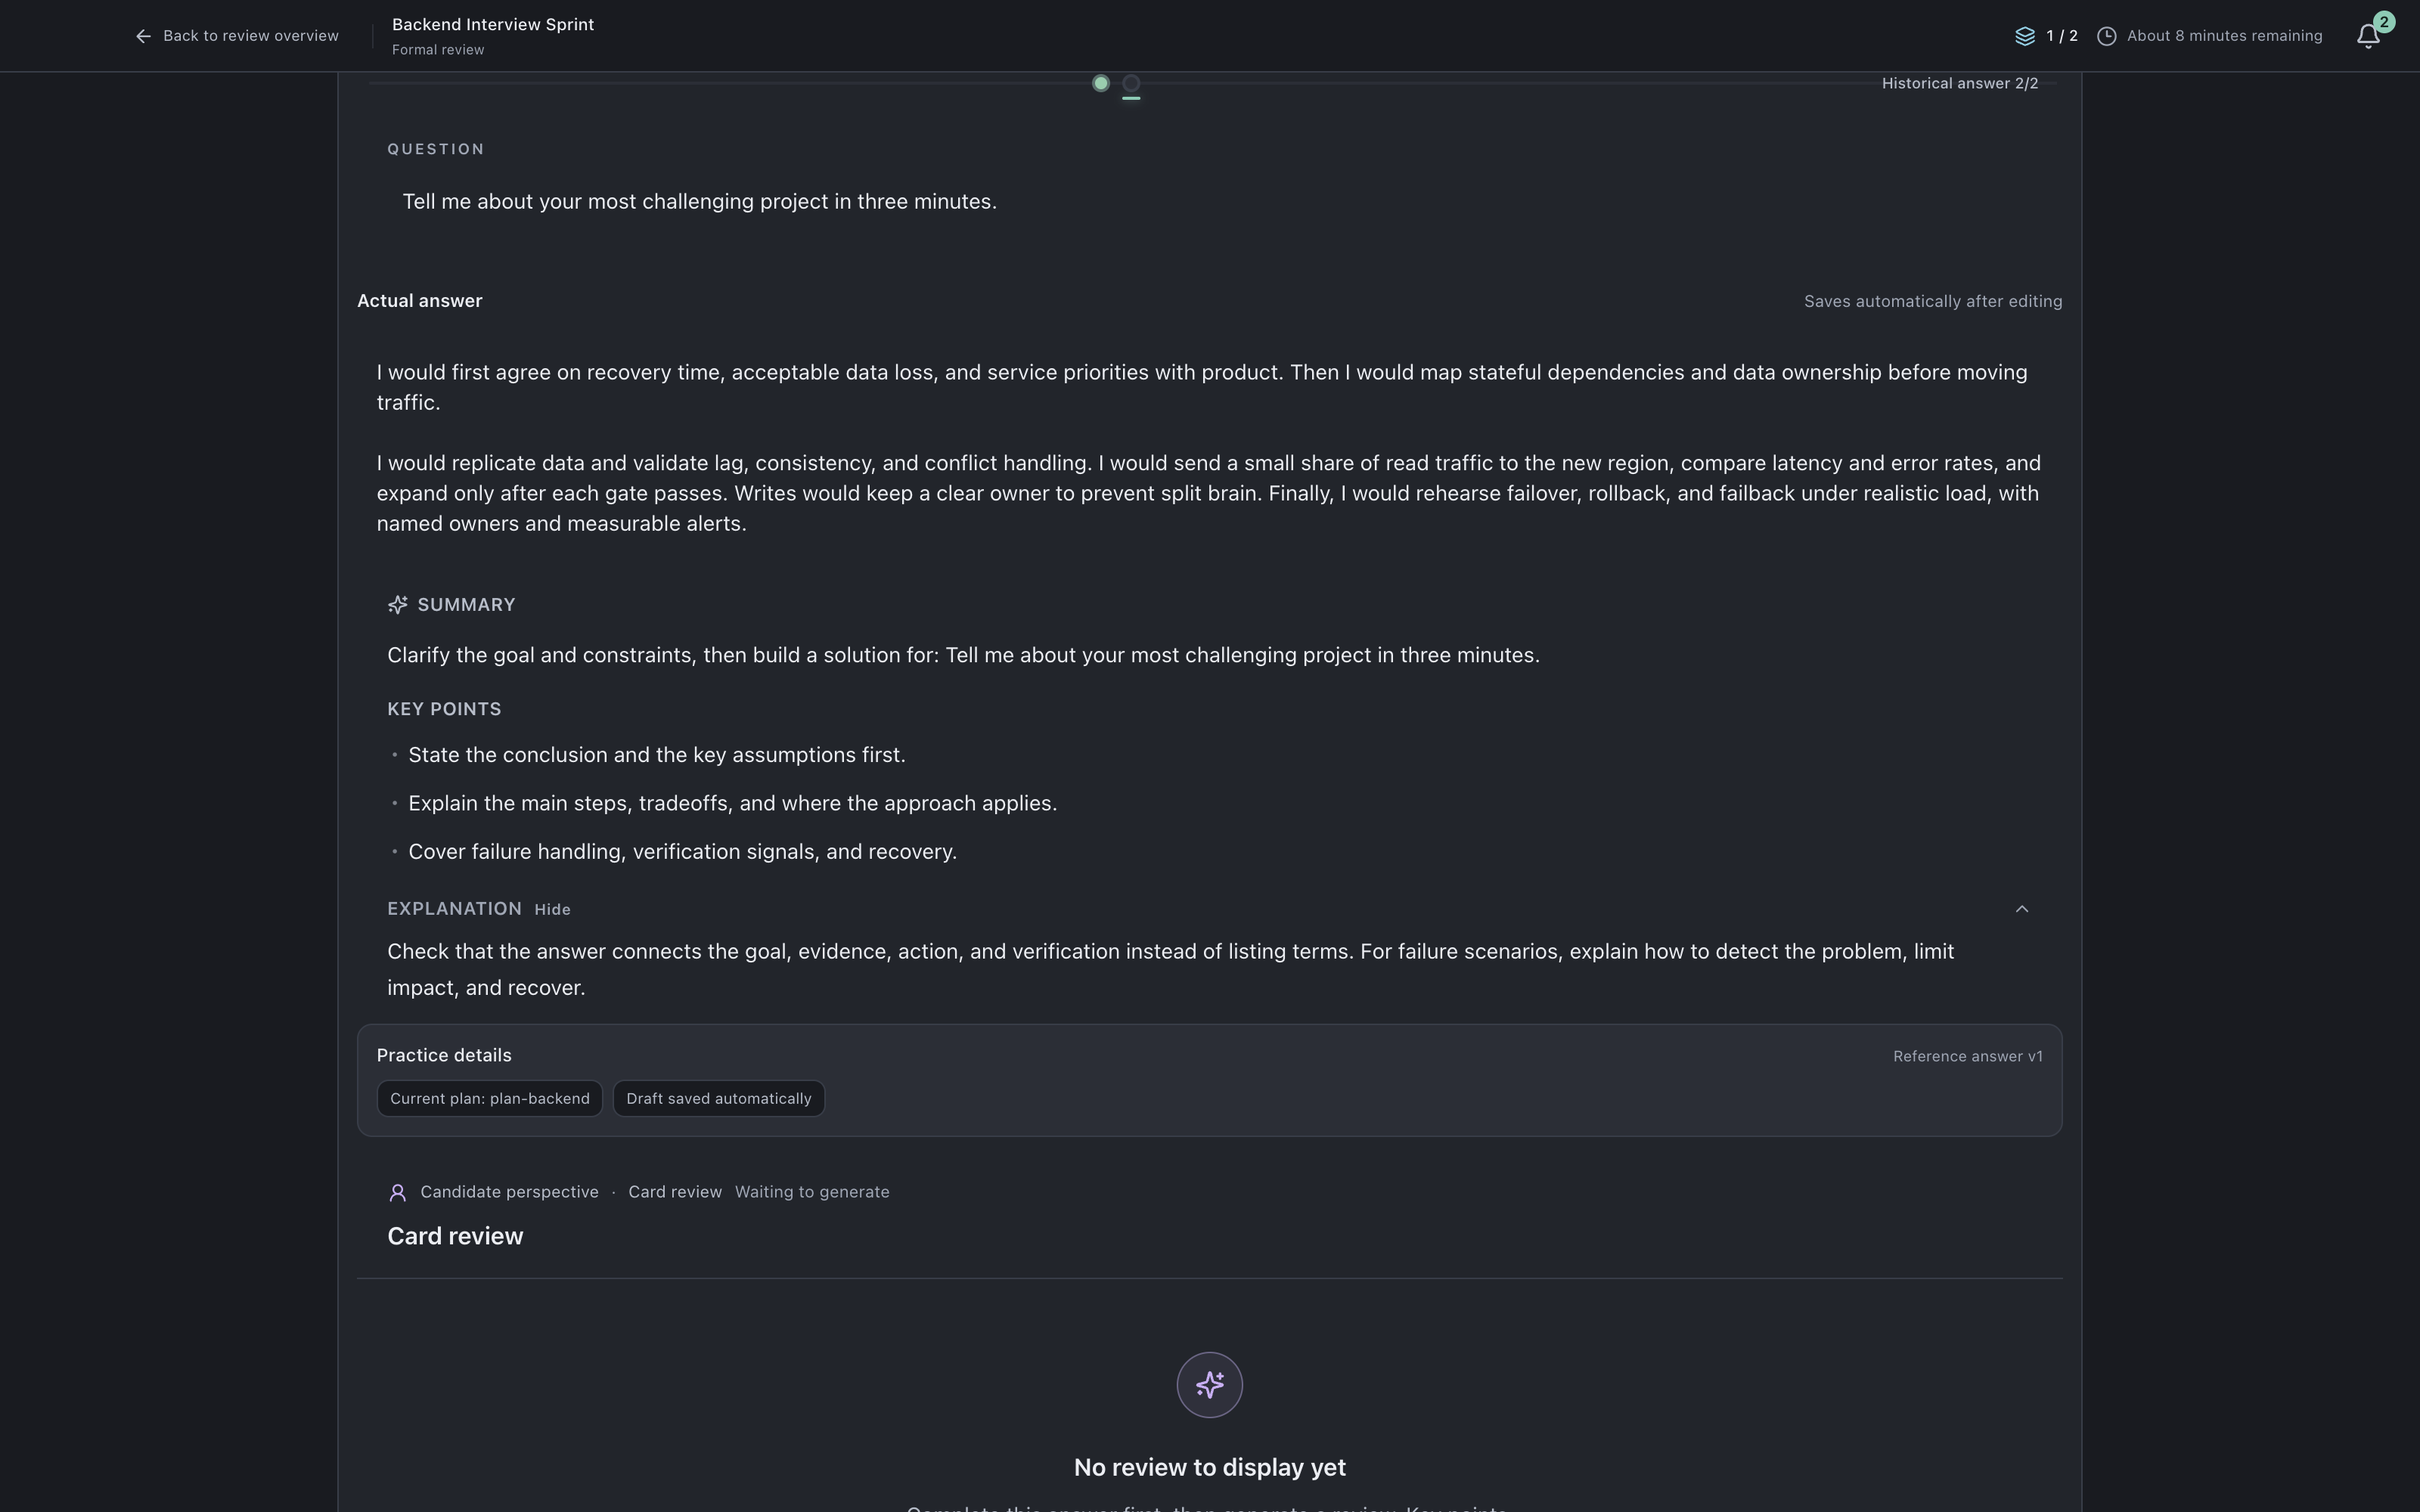 Back to review overview
Backend Interview Sprint
Formal review
1 / 2
About 8 minutes remaining
2
Historical answer 2/2
QUESTION
Tell me about your most challenging project in three minutes.
Actual answer
Saves automatically after editing
I would first agree on recovery time, acceptable data loss, and service priorities with product. Then I would map stateful dependencies and data ownership before moving
traffic.
I would replicate data and validate lag, consistency, and conflict handling. I would send a small share of read traffic to the new region, compare latency and error rates, and
expand only after each gate passes. Writes would keep a clear owner to prevent split brain. Finally, I would rehearse failover, rollback, and failback under realistic load, with
named owners and measurable alerts.
SUMMARY
Clarify the goal and constraints, then build a solution for: Tell me about your most challenging project in three minutes.
KEY POINTS
• State the conclusion and the key assumptions first.
• Explain the main steps, tradeoffs, and where the approach applies.
• Cover failure handling, verification signals, and recovery.
EXPLANATION Hide
Check that the answer connects the goal, evidence, action, and verification instead of listing terms. For failure scenarios, explain how to detect the problem, limit
impact, and recover.
Practice details
Reference answer v1
Current plan: plan-backend
Draft saved automatically
Candidate perspective · Card review Waiting to generate
Card review
No review to display yet
Complete this answer first, then generate a review. Key points